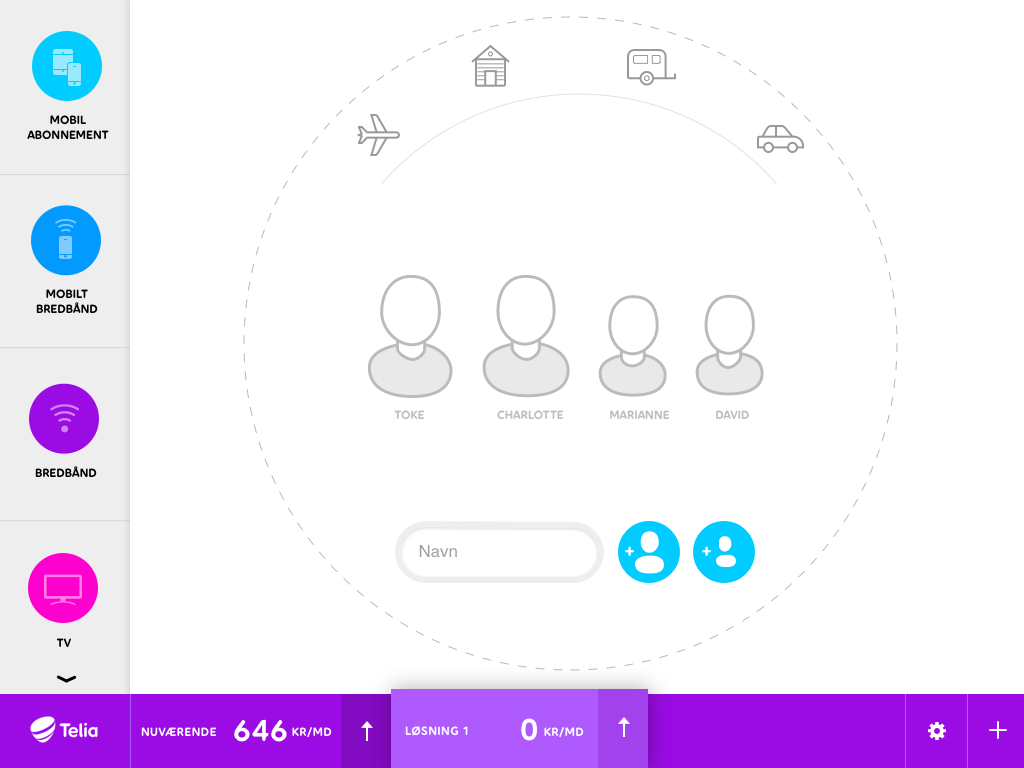 MOBIL
ABONNEMENT
MOBILT
BREDBÅND
BREDBÅND
TV
TOKE CHARLOTTE MARIANNE DAVID
Navn
Telia NUVÆRENDE 646 KR/MD LØSNING 1 0 KR/MD